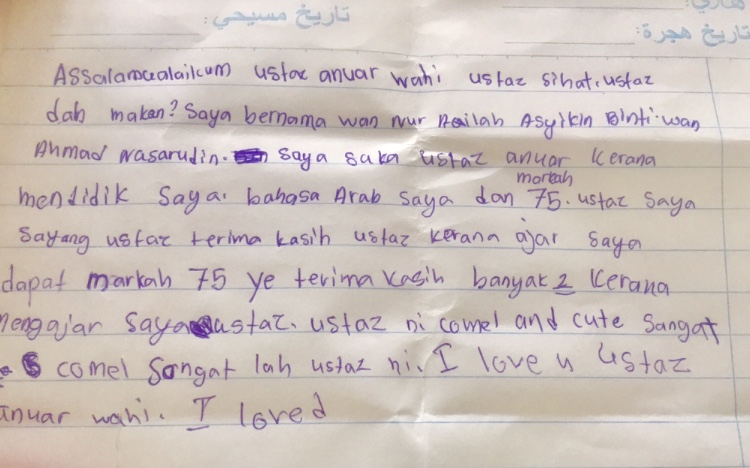 تاريخ مسيحي:
تاريخ هجرة:
Assalamualaikum ustaz anuar wahi ustaz sihat. ustaz
dah makan? Saya bernama wan nur Aailah Asyikin Binti wan
Ahmad nasarudin. saya suka ustaz anuar kerana
mendidik saya. bahasa Arab saya dan markah 75. ustaz saya
sayang ustaz terima kasih ustaz kerana ajar saya
dapat markah 75 ye terima kasih banyak 2 kerana
mengajar saya ustaz. ustaz ni comel and cute sangat
comel sangat lah ustaz ni. I love u ustaz
anuar wahi. I loved